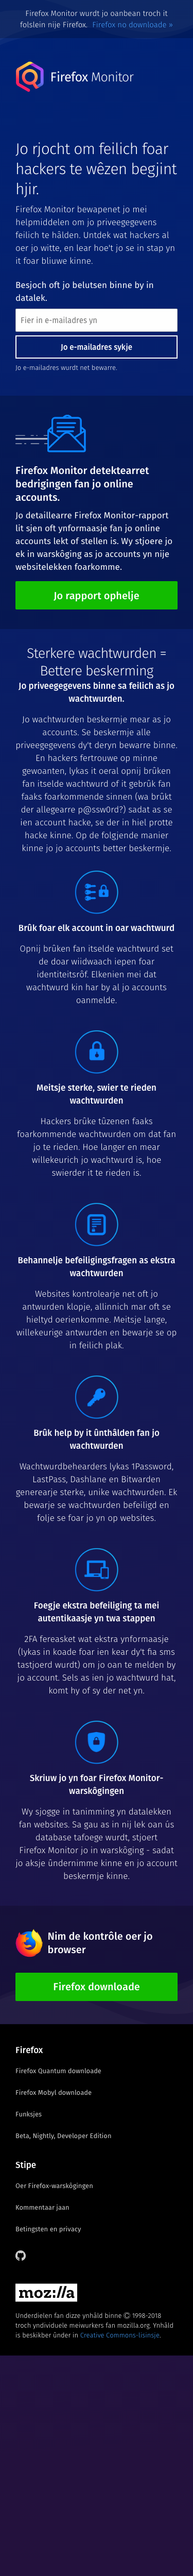 Firefox Monitor wurdt jo oanbean troch it
folslein nije Firefox. Firefox no downloade »
Firefox Monitor
Jo rjocht om feilich foar
hackers te wêzen begjint
hjir.
Firefox Monitor bewapenet jo mei
helpmiddelen om jo priveegegevens
feilich te hâlden. Untdek wat hackers al
oer jo witte, en lear hoe't jo se in stap yn
it foar bliuwe kinne.
Besjoch oft jo belutsen binne by in
datalek.
Fier in e-mailadres yn
Jo e-mailadres sykje
Jo e-mailadres wurdt net bewarre.
Firefox Monitor detektearret
bedrigingen fan jo online
accounts.
Jo detaillearre Firefox Monitor-rapport
lit sjen oft ynformaasje fan jo online
accounts lekt of stellen is. Wy stjoere jo
ek in warskôging as jo accounts yn nije
websitelekken foarkomme.
Jo rapport ophelje
Sterkere wachtwurden =
Bettere beskerming
Jo priveegegevens binne sa feilich as jo
wachtwurden.
Jo wachtwurden beskermje mear as jo
accounts. Se beskermje alle
priveegegevens dy't deryn bewarre binne.
En hackers fertrouwe op minne
gewoanten, lykas it oeral opnij brûken
fan itselde wachtwurd of it gebrûk fan
faaks foarkommende sinnen (wa brûkt
der allegearre p@ssw0rd?) sadat as se
ien account hacke, se der in hiel protte
hacke kinne. Op de folgjende manier
kinne jo jo accounts better beskermje.
Brûk foar elk account in oar wachtwurd
Opnij brûken fan itselde wachtwurd set
de doar wiidwaach iepen foar
identiteitsrôf. Elkenien mei dat
wachtwurd kin har by al jo accounts
oanmelde.
Meitsje sterke, swier te rieden
wachtwurden
Hackers brûke tûzenen faaks
foarkommende wachtwurden om dat fan
jo te rieden. Hoe langer en mear
willekeurich jo wachtwurd is, hoe
swierder it te rieden is.
Behannelje befeiligingsfragen as ekstra
wachtwurden
Websites kontrolearje net oft jo
antwurden klopje, allinnich mar oft se
hieltyd oerienkomme. Meitsje lange,
willekeurige antwurden en bewarje se op
in feilich plak.
Brûk help by it ûnthâlden fan jo
wachtwurden
Wachtwurdbehearders lykas 1Password,
LastPass, Dashlane en Bitwarden
generearje sterke, unike wachtwurden. Ek
bewarje se wachtwurden befeiligd en
folje se foar jo yn op websites.
Foegje ekstra befeiliging ta mei
autentikaasje yn twa stappen
2FA fereasket wat ekstra ynformaasje
(lykas in koade foar ien kear dy't fia sms
tastjoerd wurdt) om jo oan te melden by
jo account. Sels as ien jo wachtwurd hat,
komt hy of sy der net yn.
Skriuw jo yn foar Firefox Monitor-
warskôgingen
Wy sjogge in tanimming yn datalekken
fan websites. Sa gau as in nij lek oan ús
database tafoege wurdt, stjoert
Firefox Monitor jo in warskôging - sadat
jo aksje ûndernimme kinne en jo account
beskermje kinne.
Nim de kontrôle oer jo
browser
Firefox downloade
Firefox
Firefox Quantum downloade
Firefox Mobyl downloade
Funksjes
Beta, Nightly, Developer Edition
Stipe
Oer Firefox-warskôgingen
Kommentaar jaan
Betingsten en privacy
moz://a
Underdielen fan dizze ynhâld binne © 1998-2018
troch yndividuele meiwurkers fan mozilla.org. Ynhâld
is beskikber ûnder in Creative Commons-lisinsje.